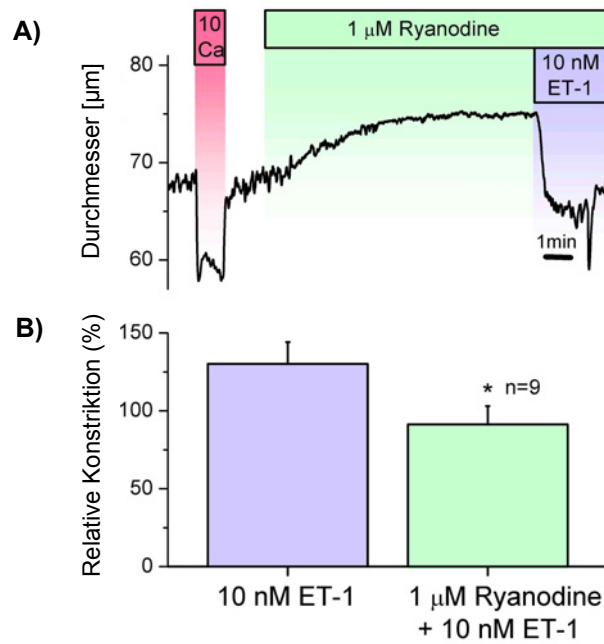 A)
10
Ca
1 μM Ryanodine
10 nM
ET-1
Durchmesser [μm]
80
70
60
1min
B)
Relative Konstriktion (%)
150
100
50
0
* n=9
10 nM ET-1
1 μM Ryanodine
+ 10 nM ET-1